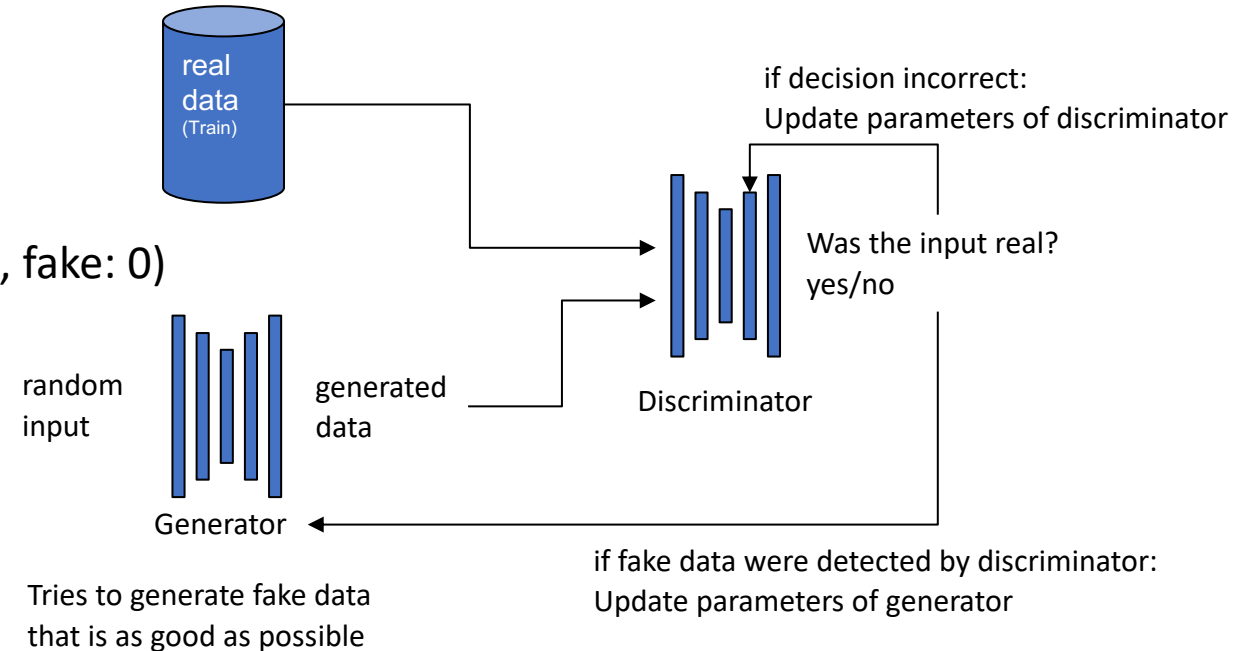 real
data
(Train)
if decision incorrect:
Update parameters of discriminator
, fake: 0)
Was the input real?
yes/no
random
input
generated
data
Discriminator
Generator
if fake data were detected by discriminator:
Update parameters of generator
Tries to generate fake data
that is as good as possible